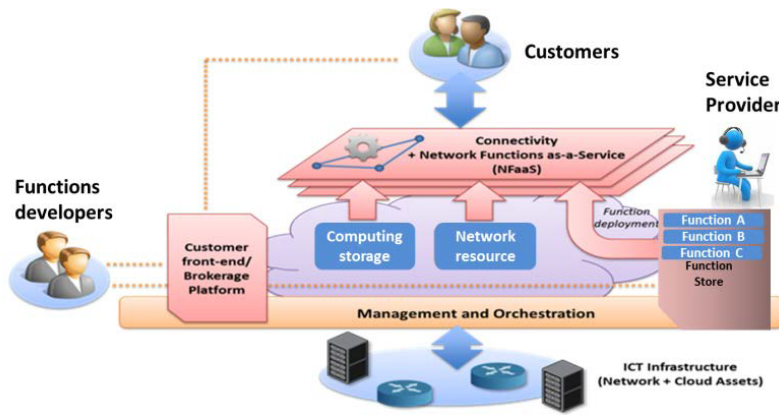 Customers
Service
Provider
Connectivity
+ Network Functions as-a-Service
(NFaaS)
Functions
developers
Function
deployment
Function A
Function B
Function C
Function
Store
Customer
front-end/
Brokerage
Platform
Computing
storage
Network
resource
Management and Orchestration
ICT Infrastructure
(Network + Cloud Assets)